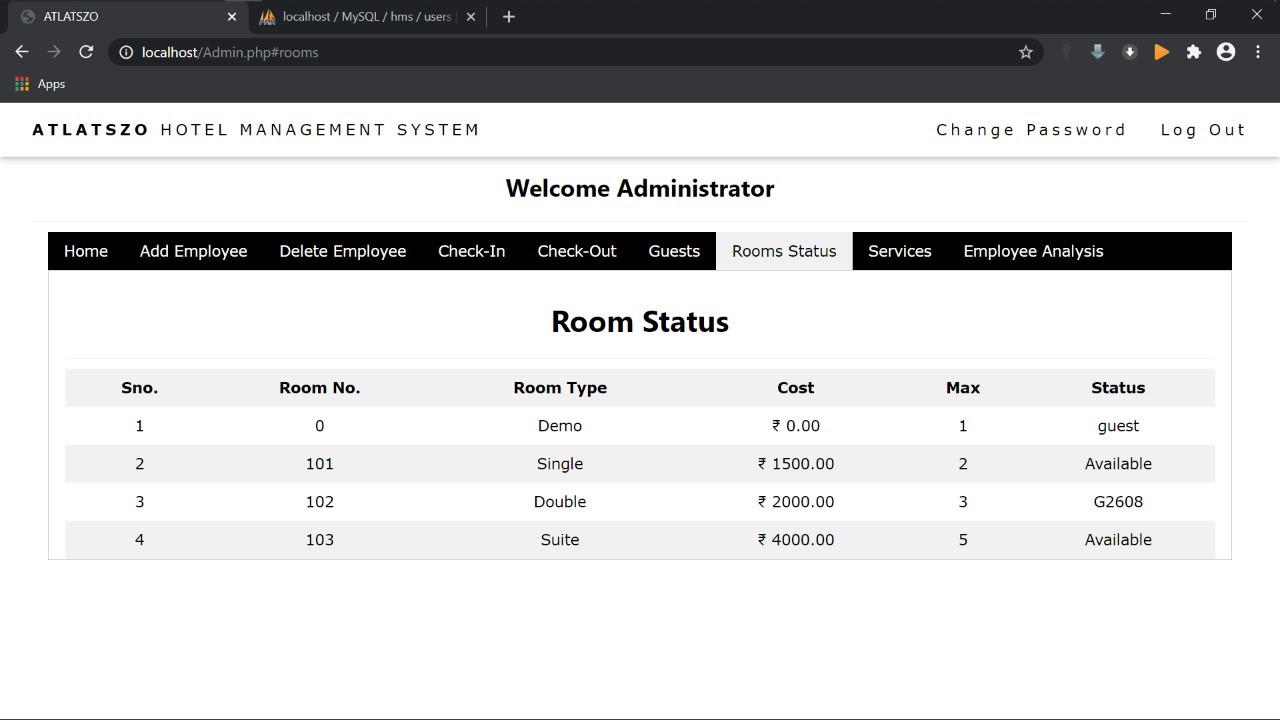 ATLATSZO
localhost / MySQL / hms / users
localhost/Admin.php#rooms
Apps
ATLATSZO HOTEL MANAGEMENT SYSTEM Change Password Log Out
Welcome Administrator
Home Add Employee Delete Employee Check-In Check-Out Guests Rooms Status Services Employee Analysis
Room Status
Sno. Room No. Room Type Cost Max Status
1 0 Demo ₹ 0.00 1 guest
2 101 Single ₹ 1500.00 2 Available
3 102 Double ₹ 2000.00 3 G2608
4 103 Suite ₹ 4000.00 5 Available